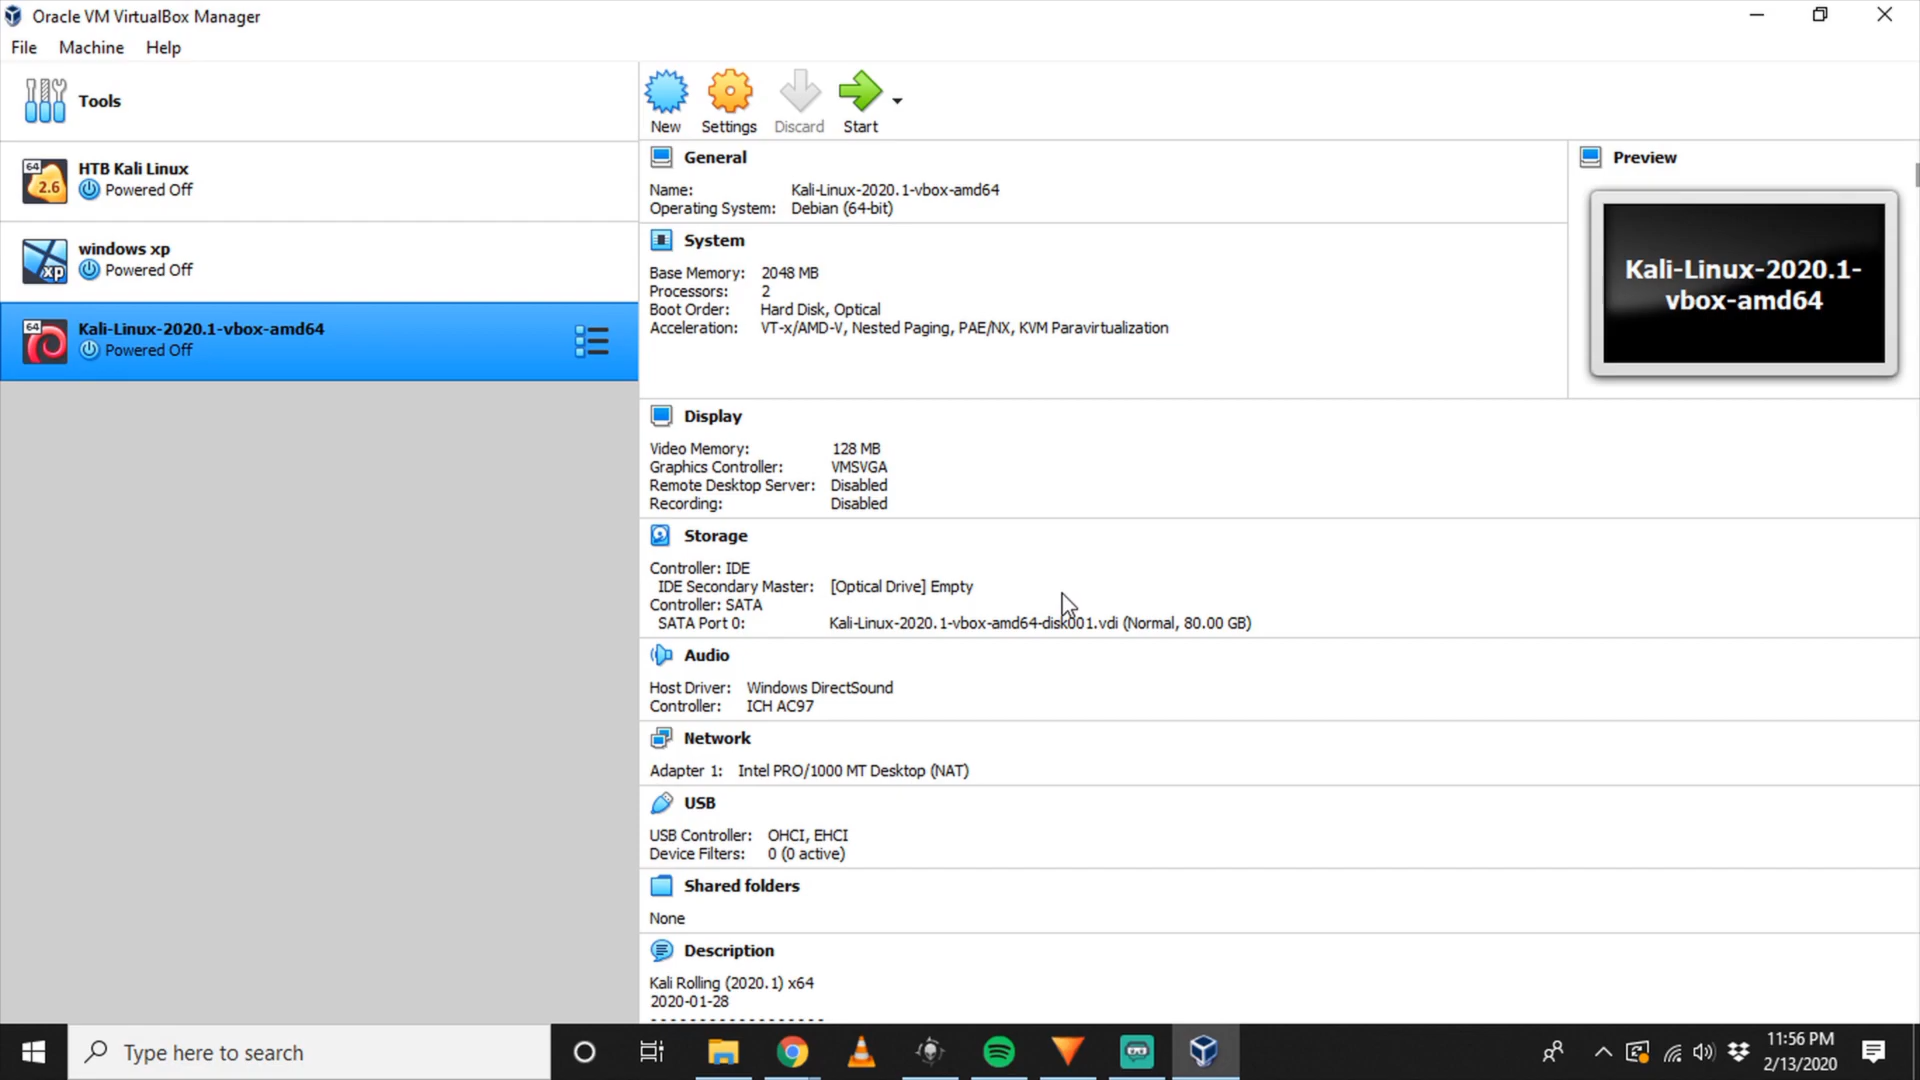 Oracle VM VirtualBox Manager
File Machine Help
Tools
64
2.6
HTB Kali Linux
Powered Off
xp
windows xp
Powered Off
64
Kali-Linux-2020.1-vbox-amd64
Powered Off
New Settings Discard Start
General
Name: Kali-Linux-2020.1-vbox-amd64
Operating System: Debian (64-bit)
System
Base Memory: 2048 MB
Processors: 2
Boot Order: Hard Disk, Optical
Acceleration: VT-x/AMD-V, Nested Paging, PAE/NX, KVM Paravirtualization
Preview
Kali-Linux-2020.1-
vbox-amd64
Display
Video Memory: 128 MB
Graphics Controller: VMSVGA
Remote Desktop Server: Disabled
Recording: Disabled
Storage
Controller: IDE
IDE Secondary Master: [Optical Drive] Empty
Controller: SATA
SATA Port 0: Kali-Linux-2020.1-vbox-amd64-disk001.vdi (Normal, 80.00 GB)
Audio
Host Driver: Windows DirectSound
Controller: ICH AC97
Network
Adapter 1: Intel PRO/1000 MT Desktop (NAT)
USB
USB Controller: OHCI, EHCI
Device Filters: 0 (0 active)
Shared folders
None
Description
Kali Rolling (2020.1) x64
2020-01-28
- - - - - - - - - - - - - - - - - -
Type here to search
11:56 PM
2/13/2020